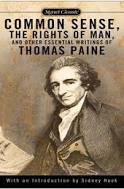 Signet Classic
COMMON SENSE,
THE RIGHTS OF MAN,
AND OTHER ESSENTIAL WRITINGS OF
THOMAS PAINE
With an Introduction by Sidney Hook